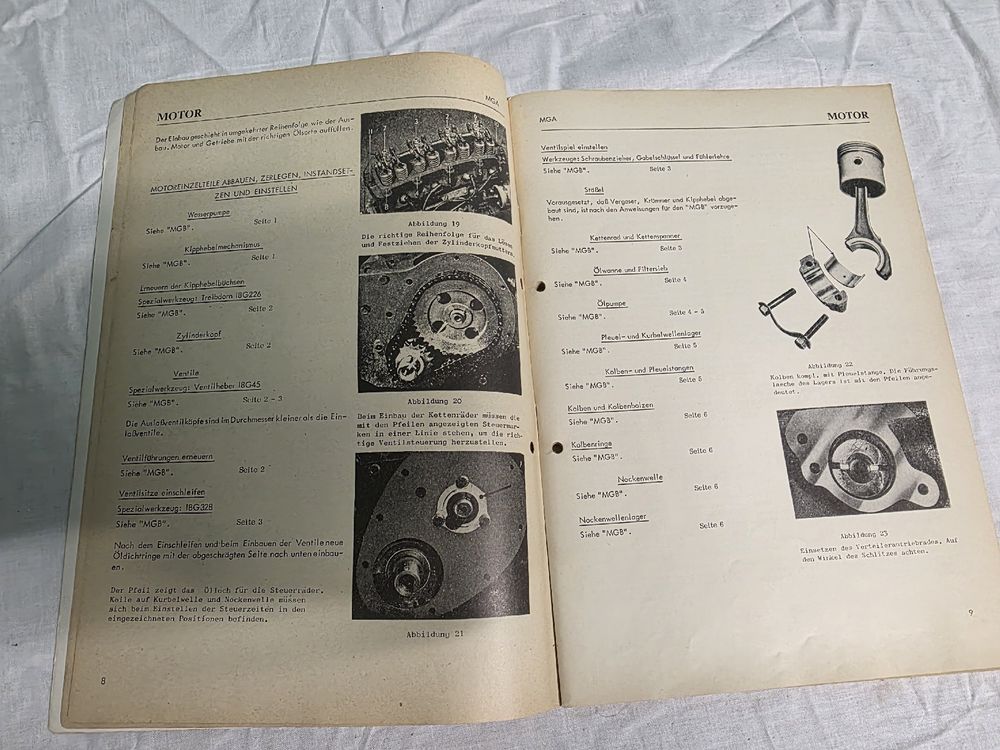 MOTOR
MGA
Der Einbau geschieht in umgekehrter Reihenfolge wie der Aus-
bau. Motor und Getriebe mit der richtigen Ölsorte auffüllen.
MOTOREINZELTEILE ABBAUEN, ZERLEGEN, INSTANDSET-
ZEN UND EINSTELLEN
Wasserpumpe
Siehe "MGB". Seite 1
Kipphebelmechanismus
Siehe "MGB". Seite 1
Erneuern der Kipphebelbüchsen
Spezialwerkzeug: Treibdorn 18G226
Siehe "MGB". Seite 2
Zylinderkopf
Siehe "MGB". Seite 2
Ventile
Spezialwerkzeug: Ventilheber 18G45
Siehe "MGB". Seite 2 - 3
Die Auslaßventilköpfe sind im Durchmesser kleiner als die Ein-
laßventile.
Ventilführungen erneuern
Siehe "MGB". Seite 2
Ventilsitze einschleifen
Spezialwerkzeug: 18G328
Siehe "MGB". Seite 3
Nach dem Einschleifen und beim Einbauen der Ventile neue
Öldichtringe mit der abgeschrägten Seite nach unten einbau-
en.
Der Pfeil zeigt das Ölloch für die Steuerräder.
Keile auf Kurbelwelle und Nockenwelle müssen
sich beim Einstellen der Steuerzeiten in den
eingezeichneten Positionen befinden.
8
Abbildung 19
Die richtige Reihenfolge für das Lösen
und Festziehen der Zylinderkopfmuttern.
Abbildung 20
Beim Einbau der Kettenräder müssen die
mit den Pfeilen angezeigten Steuermar-
ken in einer Linie stehen, um die rich-
tige Ventilsteuerung herzustellen.
Abbildung 21
MGA
MOTOR
Ventilspiel einstellen
Werkzeuge: Schraubenzieher, Gabelschlüssel und Fühlerlehre
Siehe "MGB". Seite 3
Stößel
Vorausgesetzt, daß Vergaser, Krümmer und Kipphebel abge-
baut sind, ist nach den Anweisungen für den "MGB" vorzuge-
hen.
Kettenrad und Kettenspanner
Siehe "MGB". Seite 3
Ölwanne und Filtersieb
Siehe "MGB". Seite 4
Ölpumpe
Siehe "MGB". Seite 4 - 5
Pleuel- und Kurbelwellenlager
Siehe "MGB". Seite 5
Kolben- und Pleuelstangen
Siehe "MGB". Seite 5
Kolben und Kolbenbolzen
Siehe "MGB". Seite 6
Kolbenringe
Siehe "MGB". Seite 6
Nockenwelle
Siehe "MGB". Seite 6
Nockenwellenlager
Siehe "MGB". Seite 6
Abbildung 22
Kolben kompl. mit Pleuelstange. Die Führungs-
lasche des Lagers ist mit den Pfeilen ange-
deutet.
Abbildung 23
Einsetzen des Verteilerantriebrades. Auf
den Winkel des Schlitzes achten.
9